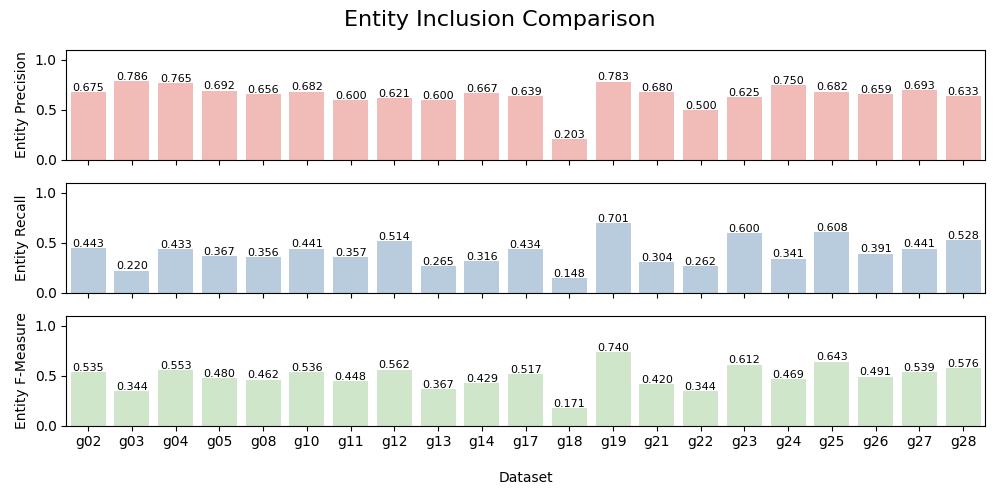 Entity Inclusion Comparison
Entity Precision
1.0
0.5
0.0
0.675 0.786 0.765 0.692 0.656 0.682 0.600 0.621 0.600 0.667 0.639 0.203 0.783 0.680 0.500 0.625 0.750 0.682 0.659 0.693 0.633
Entity Recall
1.0
0.5
0.0
0.443 0.220 0.433 0.367 0.356 0.441 0.357 0.514 0.265 0.316 0.434 0.148 0.701 0.304 0.262 0.600 0.341 0.608 0.391 0.441 0.528
Entity F-Measure
1.0
0.5
0.0
0.535 0.344 0.553 0.480 0.462 0.536 0.448 0.562 0.367 0.429 0.517 0.171 0.740 0.420 0.344 0.612 0.469 0.643 0.491 0.539 0.576
g02 g03 g04 g05 g08 g10 g11 g12 g13 g14 g17 g18 g19 g21 g22 g23 g24 g25 g26 g27 g28
Dataset